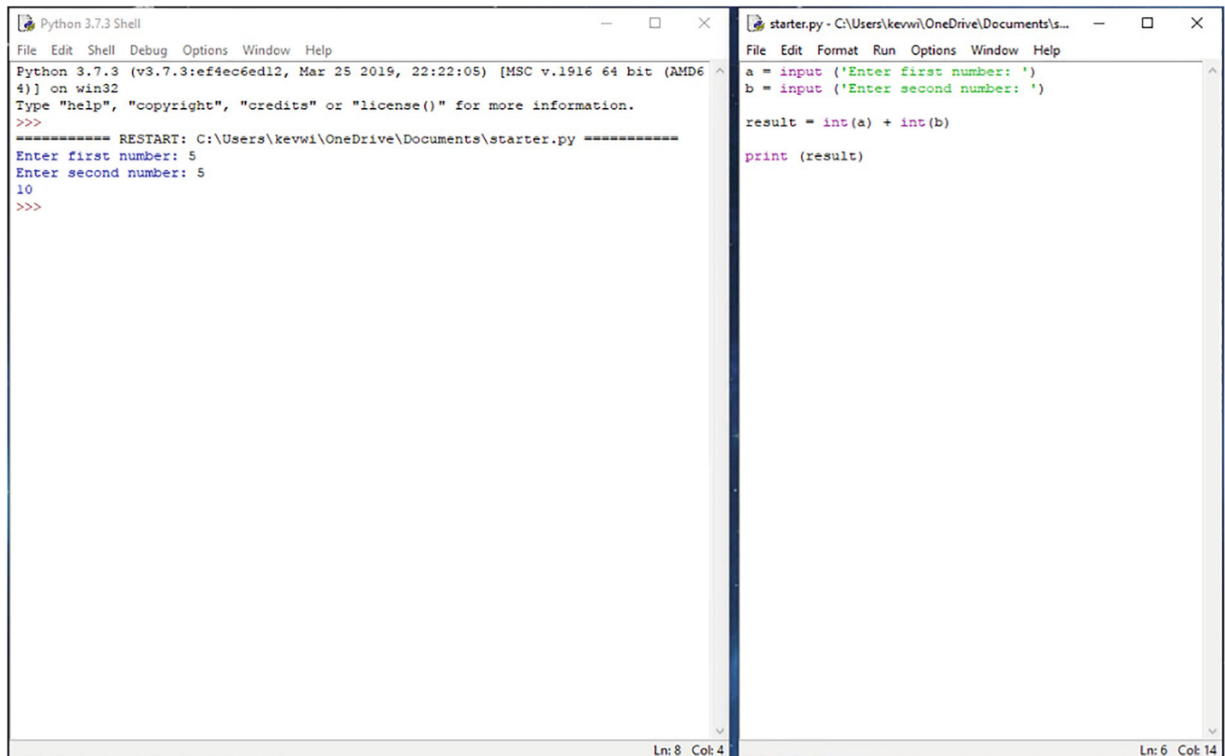 Python 3.7.3 Shell
File Edit Shell Debug Options Window Help
Python 3.7.3 (v3.7.3:ef4ec6ed12, Mar 25 2019, 22:22:05) [MSC v.1916 64 bit (AMD6
4)] on win32
Type "help", "copyright", "credits" or "license()" for more information.
>>>
=========== RESTART: C:\Users\kevwi\OneDrive\Documents\starter.py ===========
Enter first number: 5
Enter second number: 5
10
>>>
Ln: 8 Col: 4
starter.py - C:\Users\kevwi\OneDrive\Documents\s...
File Edit Format Run Options Window Help
a = input ('Enter first number: ')
b = input ('Enter second number: ')
result = int(a) + int(b)
print (result)
Ln: 6 Col: 14